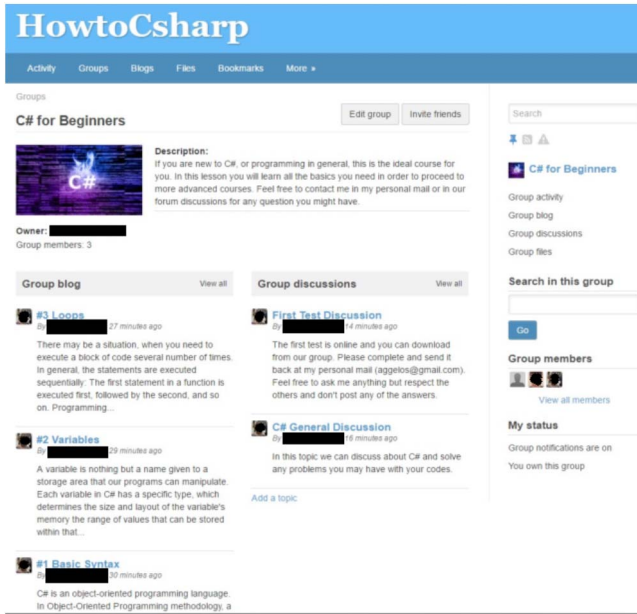 HowtoCsharp
Activity Groups Blogs Files Bookmarks More »
Groups
C# for Beginners
Edit group Invite friends
C#
Description:
If you are new to C#, or programming in general, this is the ideal course for
you. In this lesson you will learn all the basics you need in order to proceed to
more advanced courses. Feel free to contact me in my personal mail or in our
forum discussions for any question you might have.
Owner:
Group members: 3
Group blog View all
#3 Loops
By 27 minutes ago
There may be a situation, when you need to
execute a block of code several number of times.
In general, the statements are executed
sequentially: The first statement in a function is
executed first, followed by the second, and so
on. Programming...
#2 Variables
By 29 minutes ago
A variable is nothing but a name given to a
storage area that our programs can manipulate.
Each variable in C# has a specific type, which
determines the size and layout of the variable's
memory the range of values that can be stored
within that...
#1 Basic Syntax
By 30 minutes ago
C# is an object-oriented programming language.
In Object-Oriented Programming methodology, a
Group discussions View all
First Test Discussion
By 14 minutes ago
The first test is online and you can download
from our group. Please complete and send it
back at my personal mail (aggelos@gmail.com).
Feel free to ask me anything but respect the
others and don't post any of the answers.
C# General Discussion
By 16 minutes ago
In this topic we can discuss about C# and solve
any problems you may have with your codes.
Add a topic
Search
C# for Beginners
Group activity
Group blog
Group discussions
Group files
Search in this group
Go
Group members
View all members
My status
Group notifications are on
You own this group